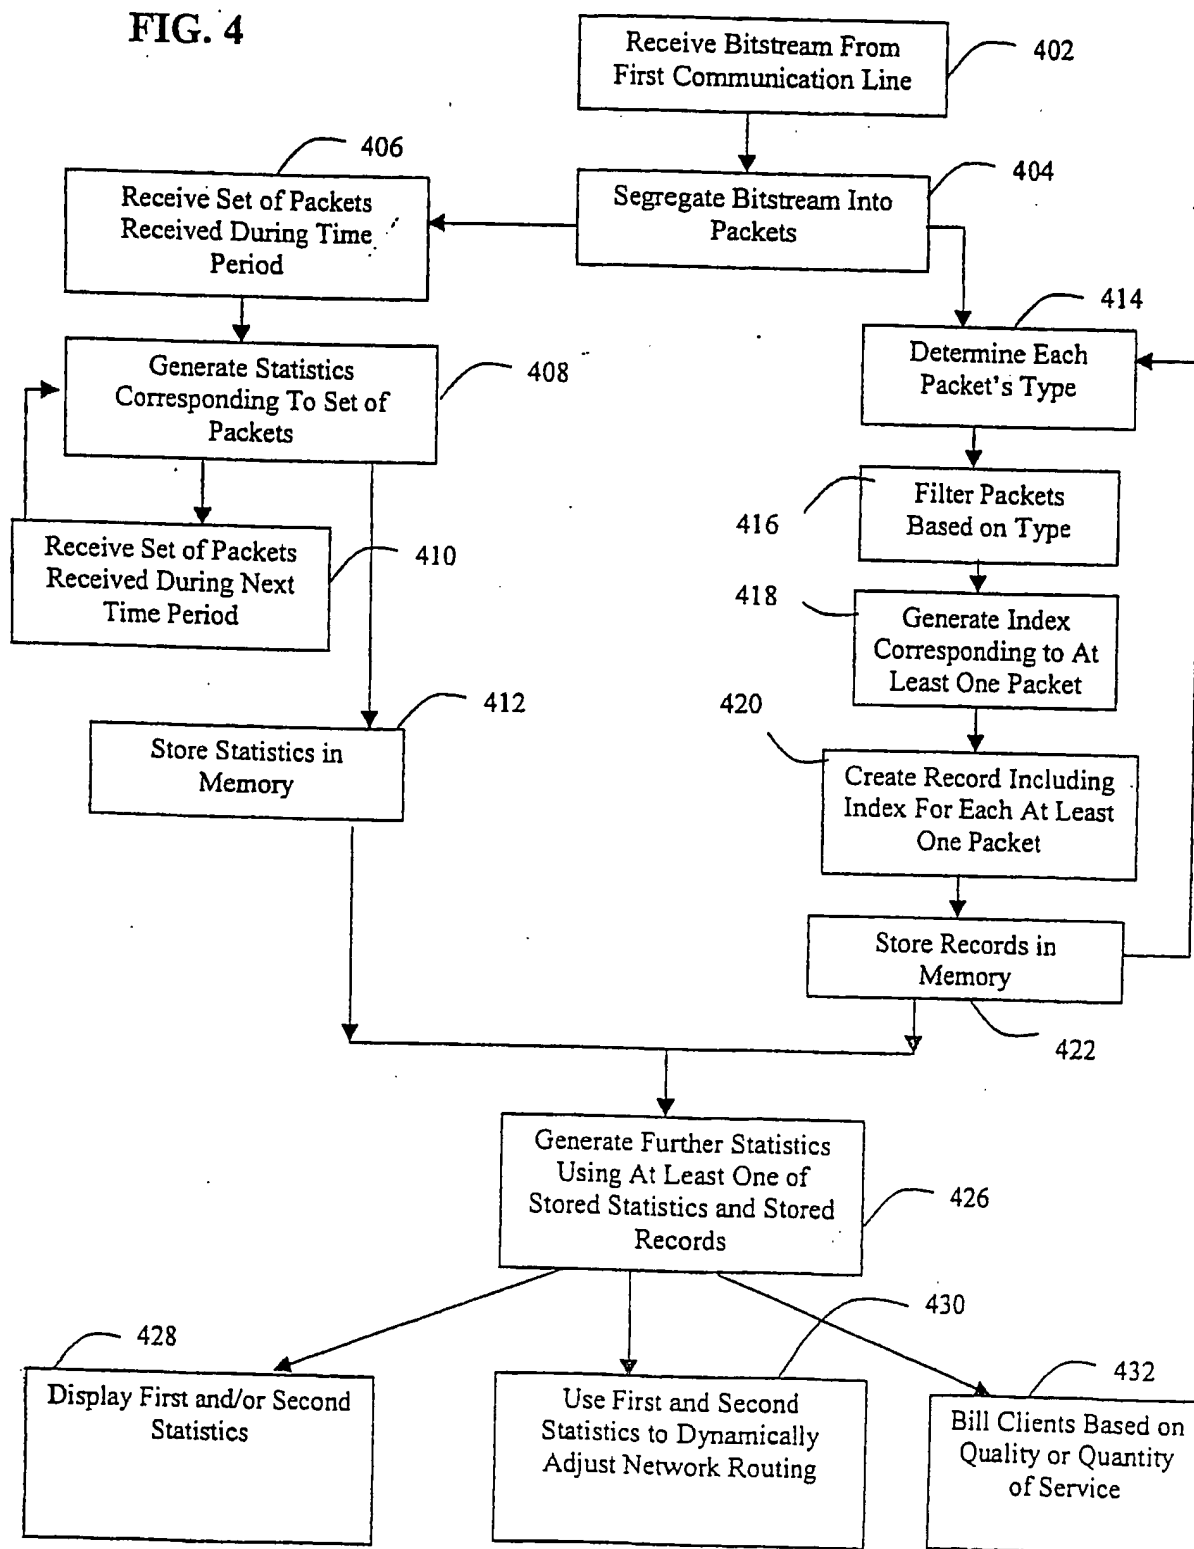 FIG. 4
Receive Bitstream From
First Communication Line
402
406
Segregate Bitstream Into
Packets
404
Receive Set of Packets
Received During Time
Period
414
Generate Statistics
Corresponding To Set of
Packets
408
Determine Each
Packet's Type
416
Filter Packets
Based on Type
Receive Set of Packets
Received During Next
Time Period
410
418
Generate Index
Corresponding to At
Least One Packet
412
420
Store Statistics in
Memory
Create Record Including
Index For Each At Least
One Packet
Store Records in
Memory
422
Generate Further Statistics
Using At Least One of
Stored Statistics and Stored
Records
426
430
428
432
Display First and/or Second
Statistics
Use First and Second
Statistics to Dynamically
Adjust Network Routing
Bill Clients Based on
Quality or Quantity
of Service